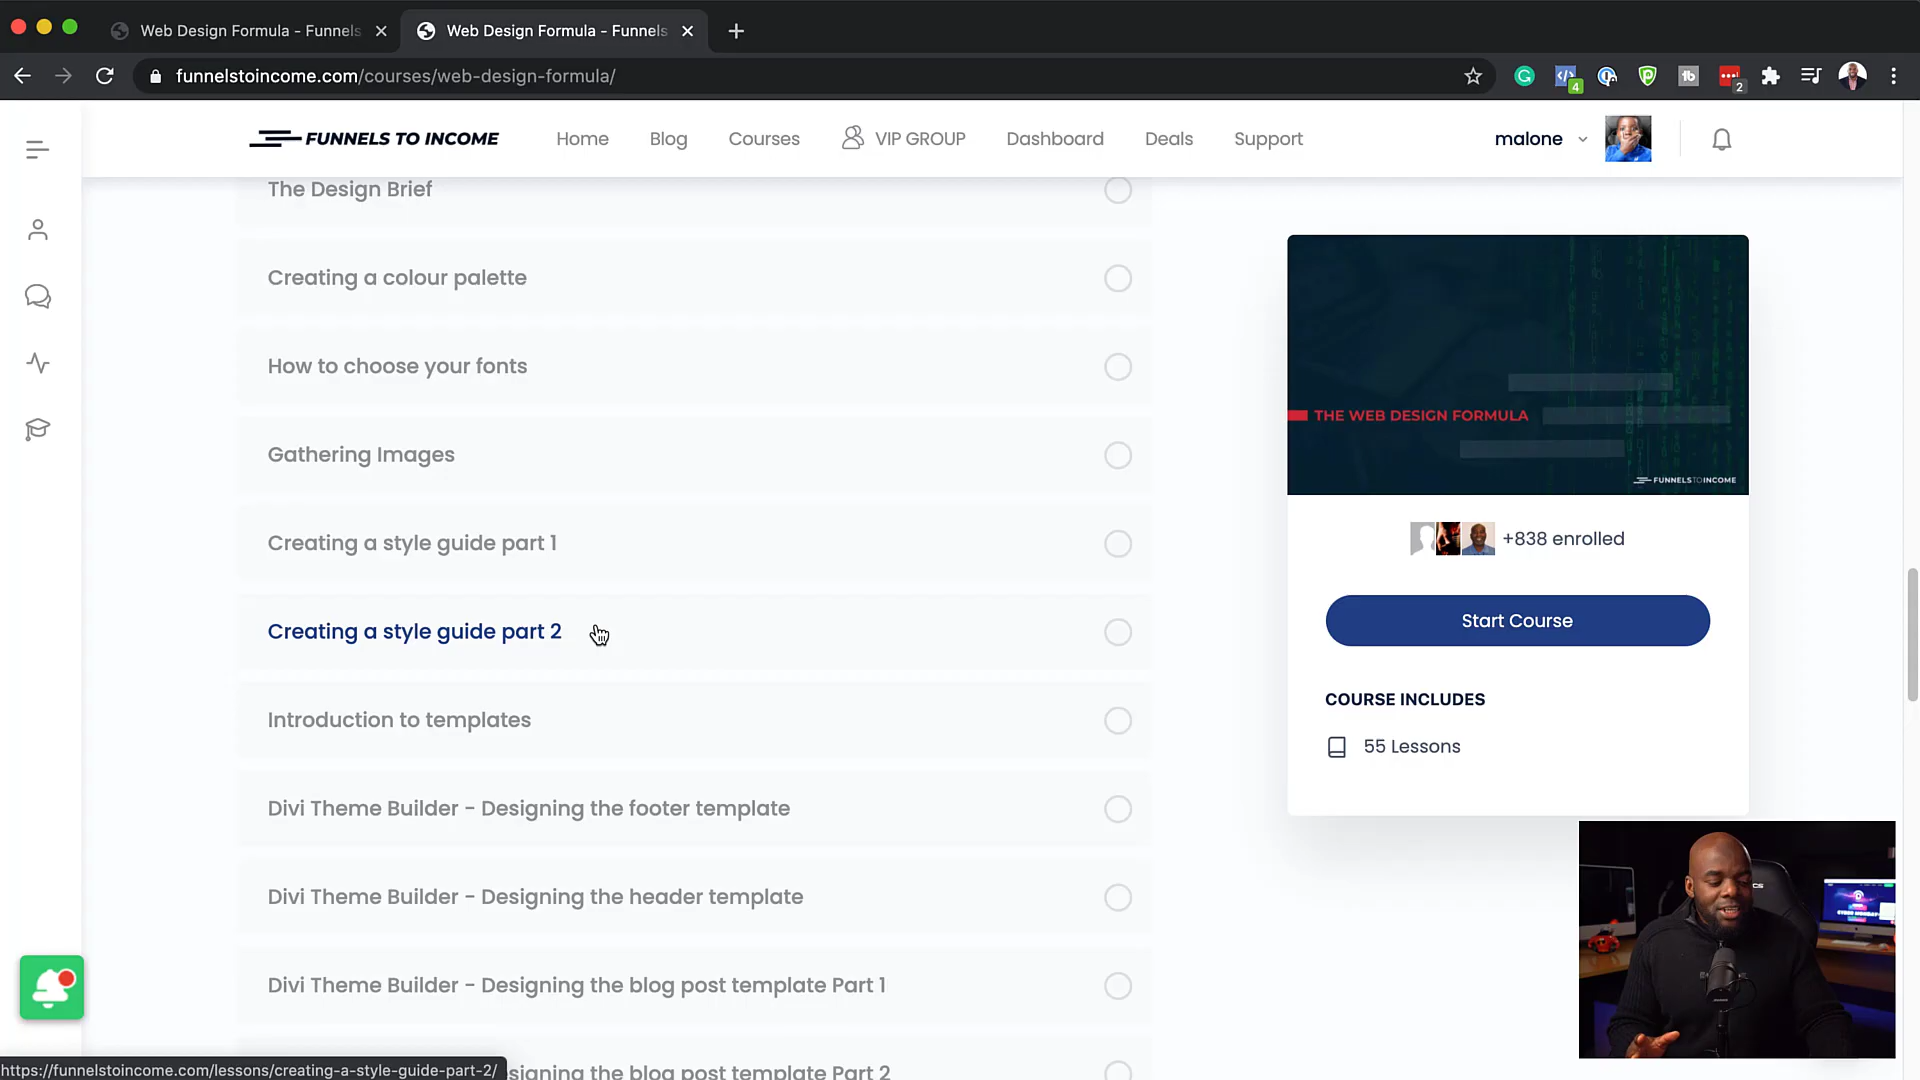 Web Design Formula - Funnels
Web Design Formula - Funnels
funnelstoincome.com/courses/web-design-formula/
4
2
FUNNELS TO INCOME
Home
Blog
Courses
VIP GROUP
Dashboard
Deals
Support
malone
The Design Brief
Creating a colour palette
How to choose your fonts
Gathering Images
Creating a style guide part 1
Creating a style guide part 2
Introduction to templates
Divi Theme Builder - Designing the footer template
Divi Theme Builder - Designing the header template
Divi Theme Builder - Designing the blog post template Part 1
signing the blog post template Part 2
THE WEB DESIGN FORMULA
FUNNELSTOINCOME
+838 enrolled
Start Course
COURSE INCLUDES
55 Lessons
https://funnelstoincome.com/lessons/creating-a-style-guide-part-2/